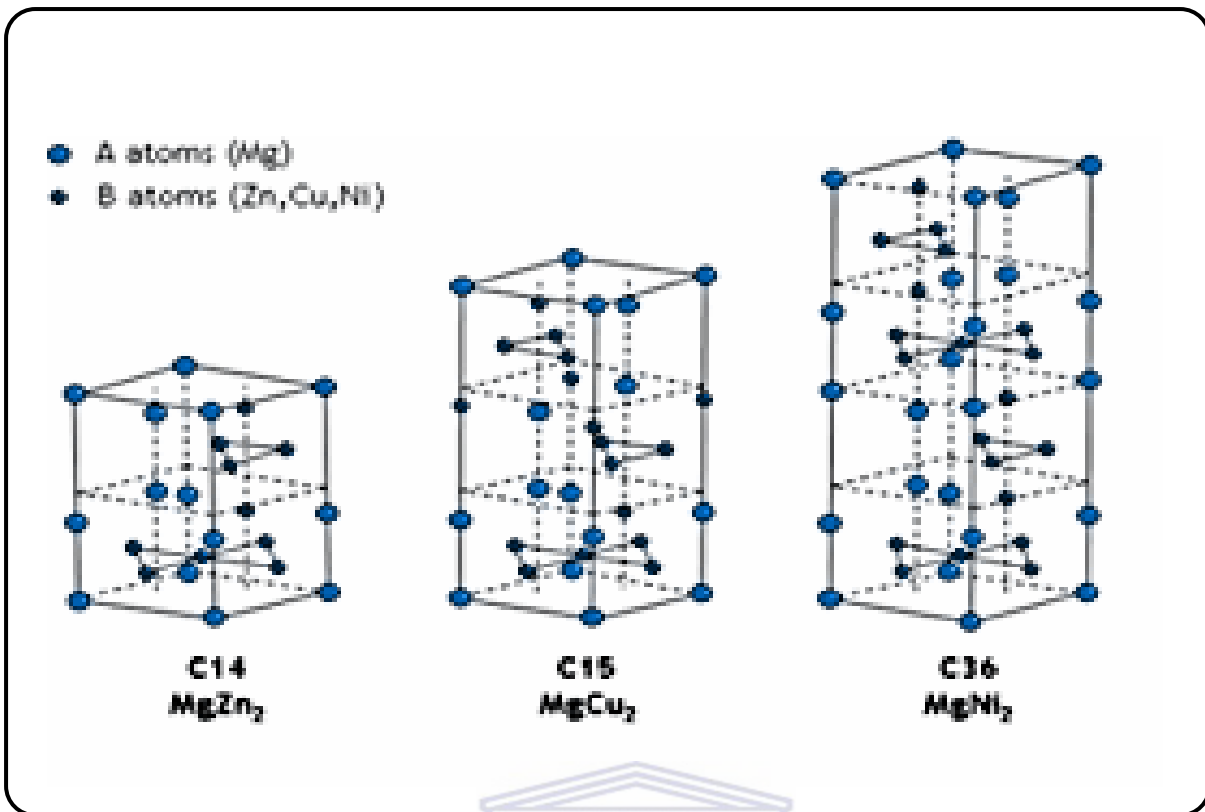 A atoms (Mg)
B atoms (Zn,Cu,Ni)
C14
MgZn₂
C15
MgCu₂
C36
MgNi₂